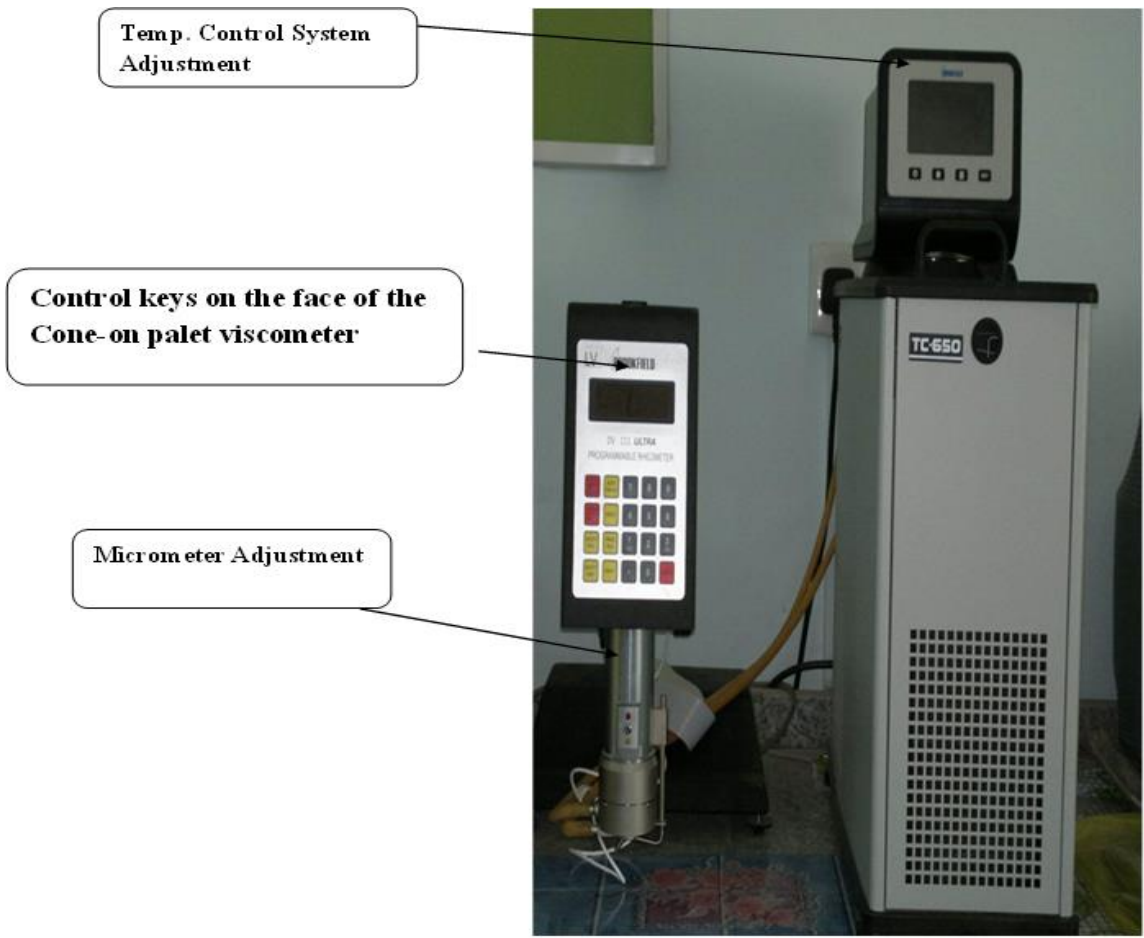 Temp. Control System
Adjustment
Control keys on the face of the
Cone-on palet viscometer
Micrometer Adjustment
TC-650
LV BROOKFIELD
DV III ULTRA
PROGRAMMABLE RHEOMETER